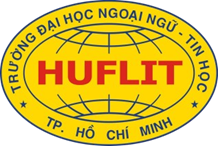 TRƯỜNG ĐẠI HỌC NGOẠI NGỮ - TIN HỌC
HUFLIT
TP. HỒ CHÍ MINH